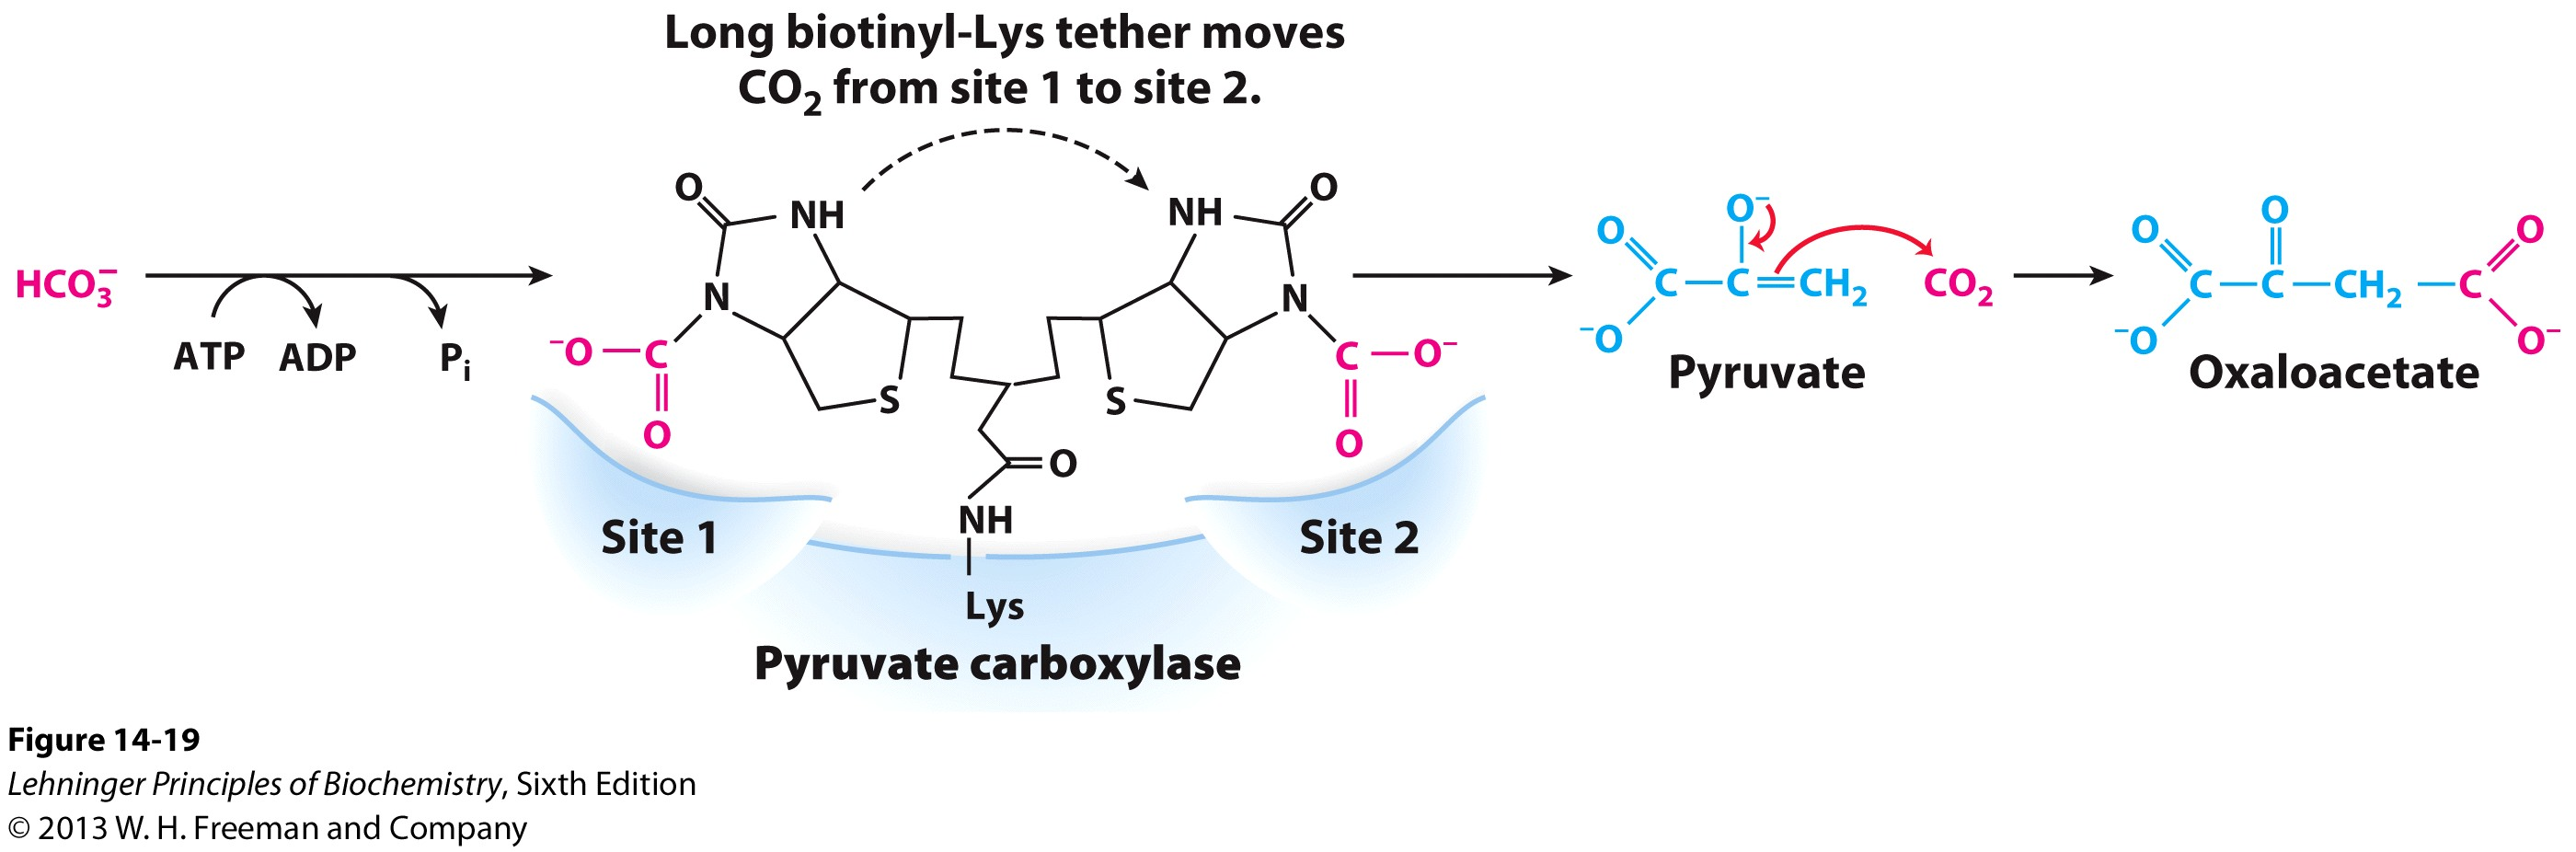 Long biotinyl-Lys tether moves
CO₂ from site 1 to site 2.
HCO₃⁻
ATP ADP Pᵢ
O NH N ⁻O C O S
NH O N S C O⁻ O
O
NH
Lys
Site 1
Site 2
Pyruvate carboxylase
O O⁻
C C CH₂ CO₂
⁻O
Pyruvate
O O O
C C CH₂ C
⁻O O⁻
Oxaloacetate
Figure 14-19
Lehninger Principles of Biochemistry, Sixth Edition
© 2013 W. H. Freeman and Company